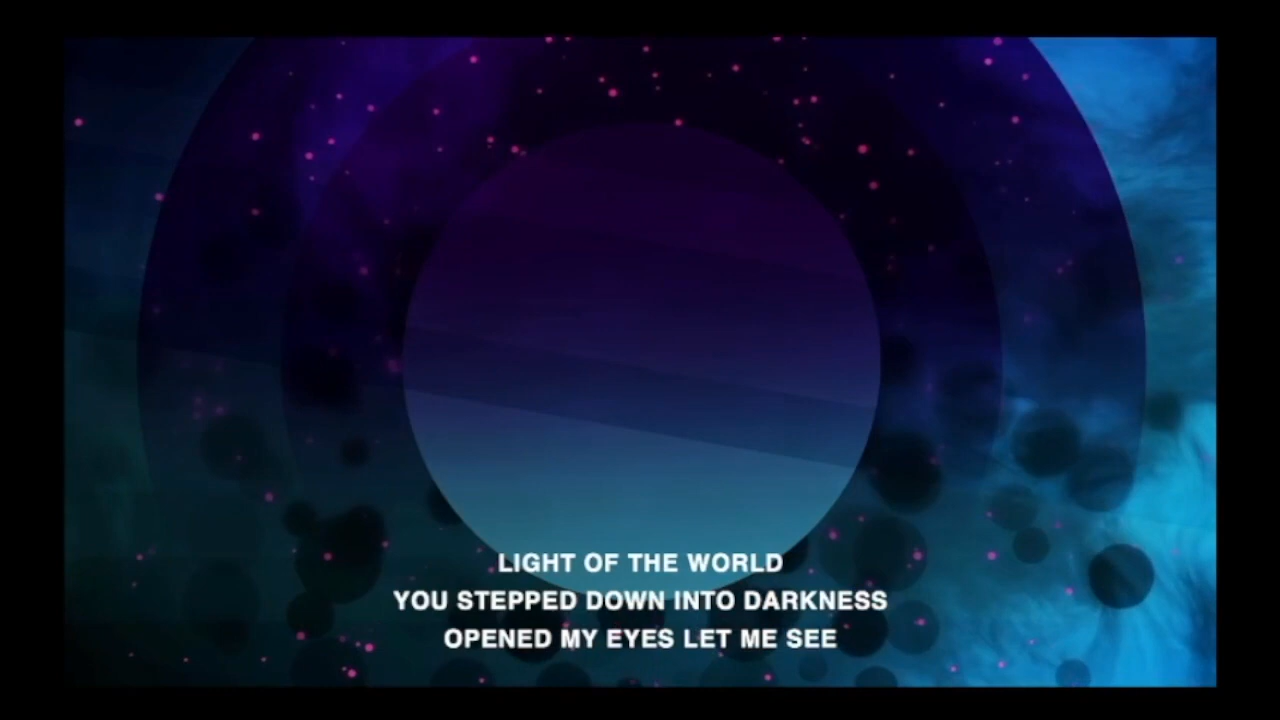 LIGHT OF THE WORLD
YOU STEPPED DOWN INTO DARKNESS
OPENED MY EYES LET ME SEE